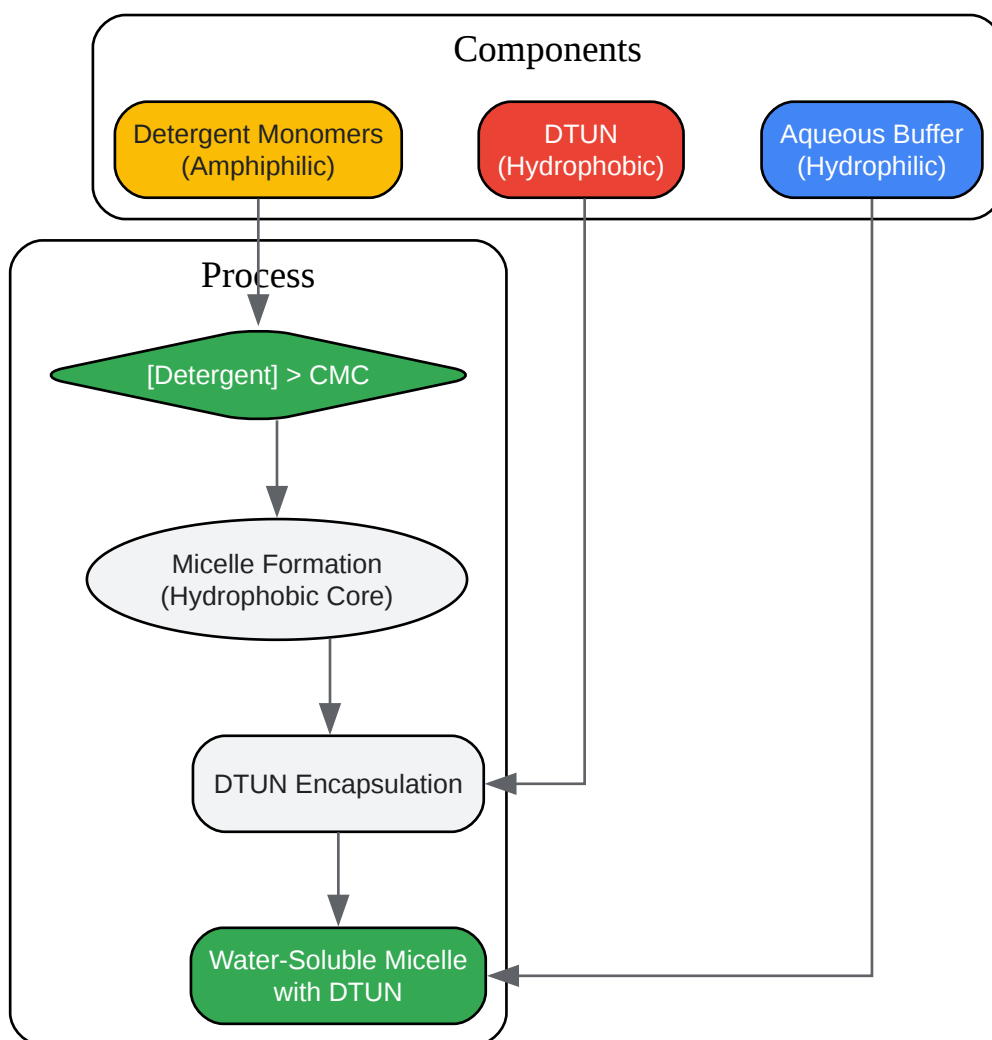 Components
Detergent Monomers
(Amphiphilic)
DTUN
(Hydrophobic)
Aqueous Buffer
(Hydrophilic)
Process
[Detergent] > CMC
Micelle Formation
(Hydrophobic Core)
DTUN Encapsulation
Water-Soluble Micelle
with DTUN